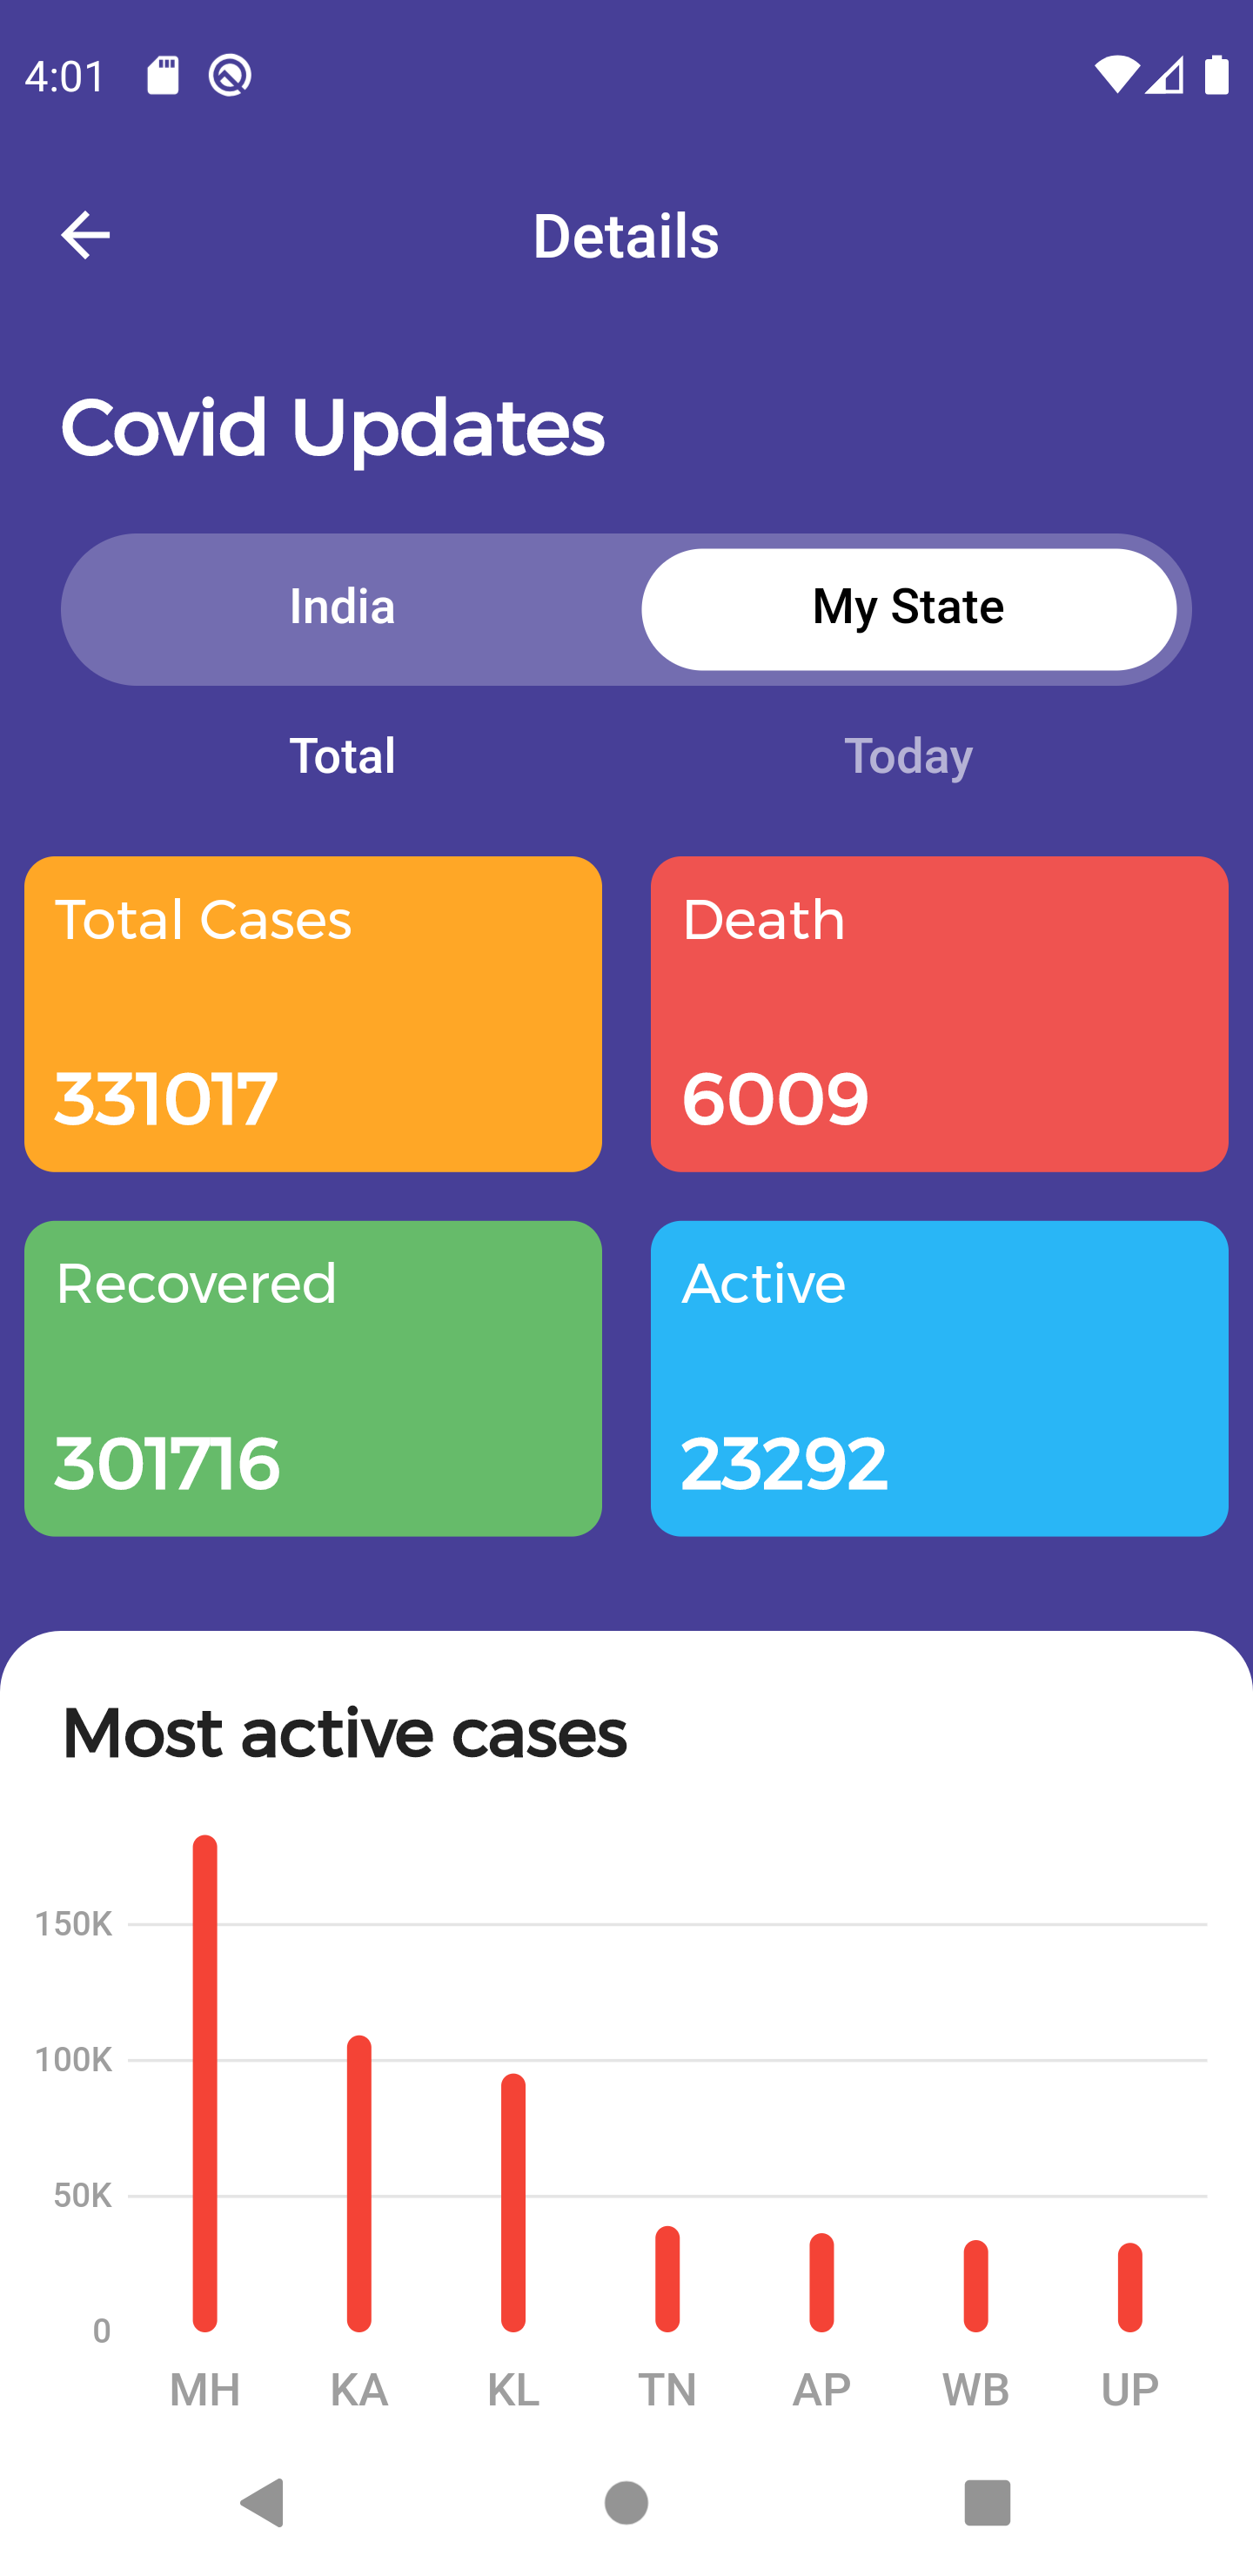 4:01
Details
Covid Updates
India My State
Total Today
Total Cases Death
331017 6009
Recovered Active
301716 23292
Most active cases
150K
100K
50K
0
MH KA KL TN AP WB UP